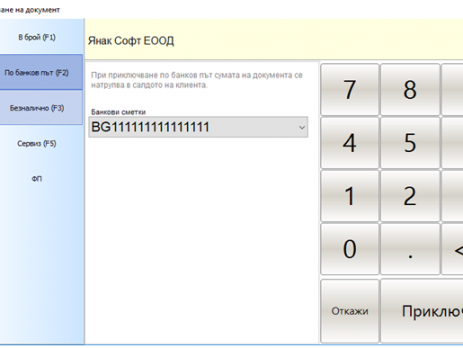 ване на документ
В брой (F1)
По банков път (F2)
Безналично (F3)
Сервиз (F5)
ФП
Янак Софт ЕООД
При приключване по банков път сумата на документа се
натрупва в салдото на клиента.
Банкови сметки
BG111111111111111
7 8
4 5
1 2
0 . <
Откажи
Приключ